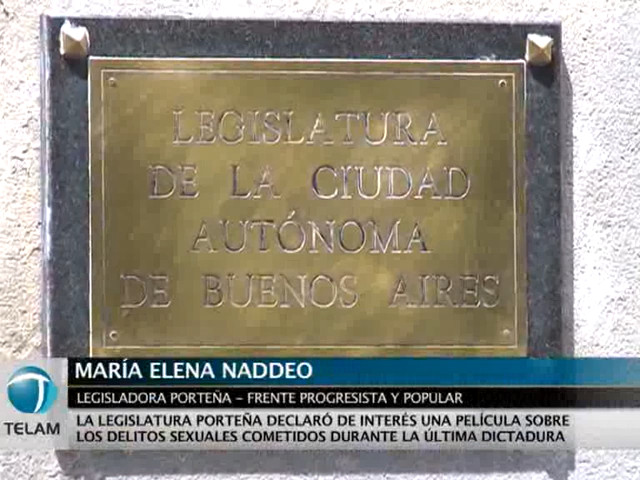 LEGISLATURA
DE LA CIUDAD
AUTÓNOMA
DE BUENOS AIRES
MARÍA ELENA NADDEO
LEGISLADORA PORTEÑA – FRENTE PROGRESISTA Y POPULAR
LA LEGISLATURA PORTEÑA DECLARÓ DE INTERÉS UNA PELÍCULA SOBRE
LOS DELITOS SEXUALES COMETIDOS DURANTE LA ÚLTIMA DICTADURA
TELAM